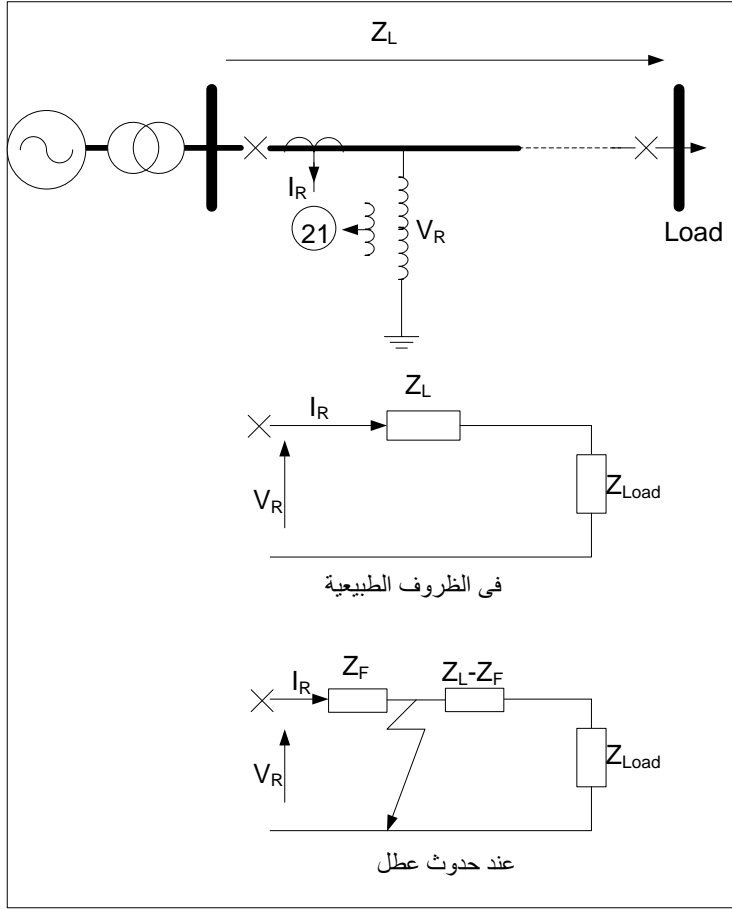 Z_L
I_R
21
V_R
Load
I_R
Z_L
V_R
Z_Load
فى الظروف الطبيعية
I_R
Z_F
Z_L-Z_F
V_R
Z_Load
عند حدوث عطل